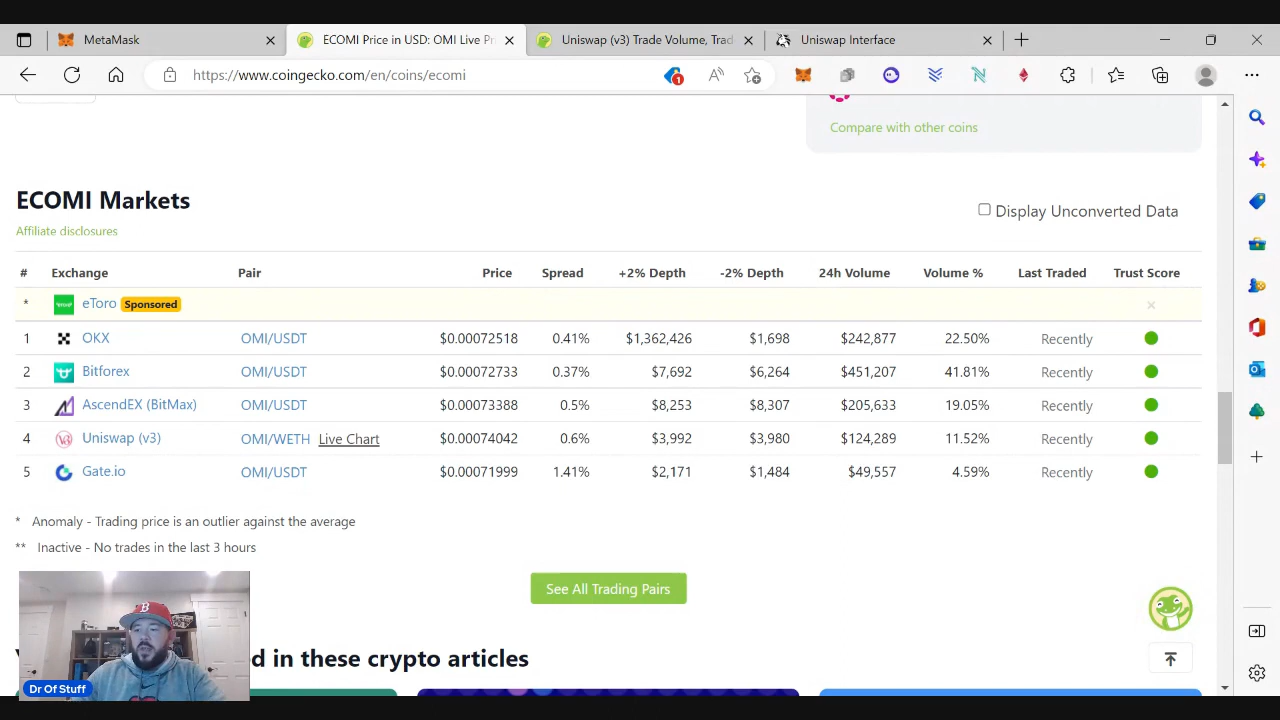 MetaMask
ECOMI Price in USD: OMI Live Pr
Uniswap (v3) Trade Volume, Trad
Uniswap Interface
https://www.coingecko.com/en/coins/ecomi
1
Compare with other coins
ECOMI Markets
Display Unconverted Data
Affiliate disclosures
# Exchange Pair Price Spread +2% Depth -2% Depth 24h Volume Volume % Last Traded Trust Score
* eToro Sponsored
1 OKX OMI/USDT $0.00072518 0.41% $1,362,426 $1,698 $242,877 22.50% Recently
2 Bitforex OMI/USDT $0.00072733 0.37% $7,692 $6,264 $451,207 41.81% Recently
3 AscendEX (BitMax) OMI/USDT $0.00073388 0.5% $8,253 $8,307 $205,633 19.05% Recently
4 Uniswap (v3) OMI/WETH Live Chart $0.00074042 0.6% $3,992 $3,980 $124,289 11.52% Recently
5 Gate.io OMI/USDT $0.00071999 1.41% $2,171 $1,484 $49,557 4.59% Recently
* Anomaly - Trading price is an outlier against the average
** Inactive - No trades in the last 3 hours
See All Trading Pairs
d in these crypto articles
B
Dr Of Stuff